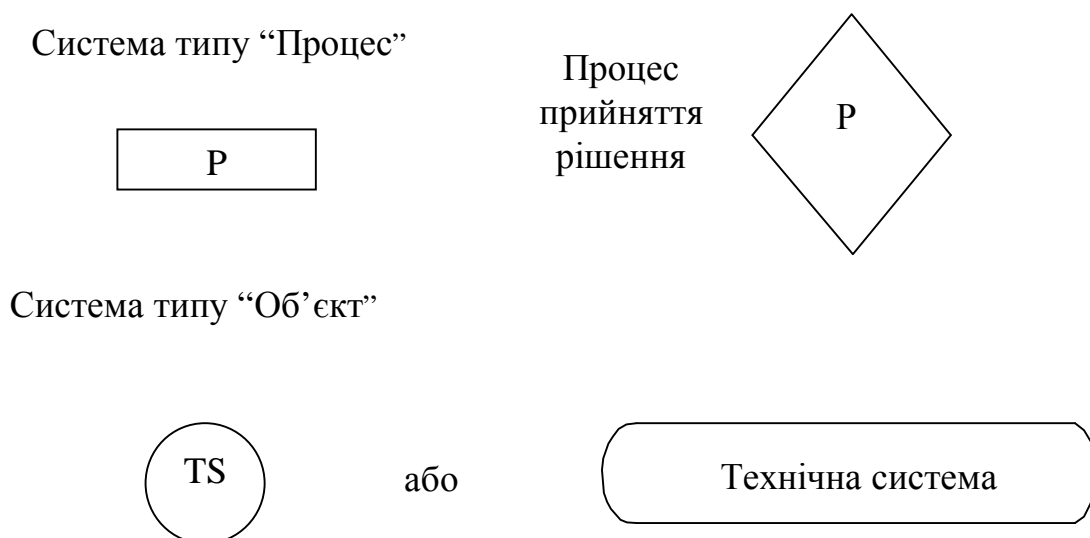 Система типу “Процес”
Процес
прийняття
рішення
P
P
Система типу “Об’єкт”
TS
або
Технічна система